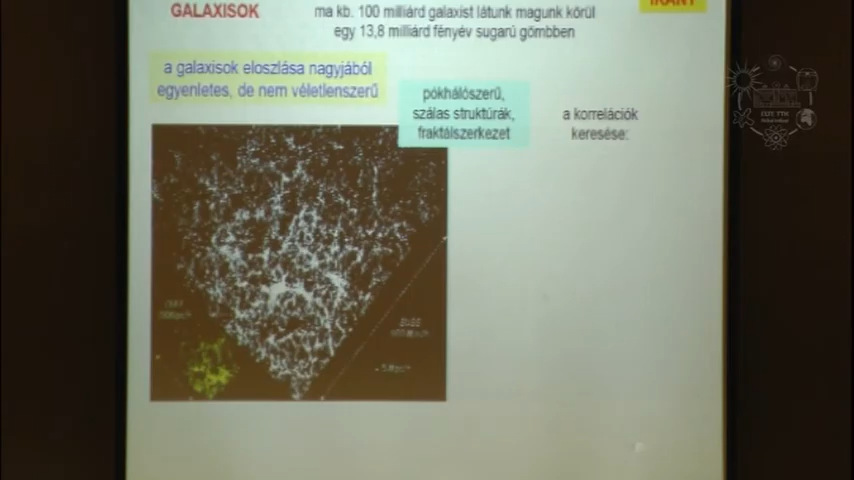 GALAXISOK
ma kb. 100 milliárd galaxist látunk magunk körül
egy 13,8 milliárd fényév sugarú gömbben
IRÁNY
a galaxisok eloszlása nagyjából
egyenletes, de nem véletlenszerű
pókhálószerű,
szálas struktúrák,
fraktálszerkezet
a korrelációk
keresése: